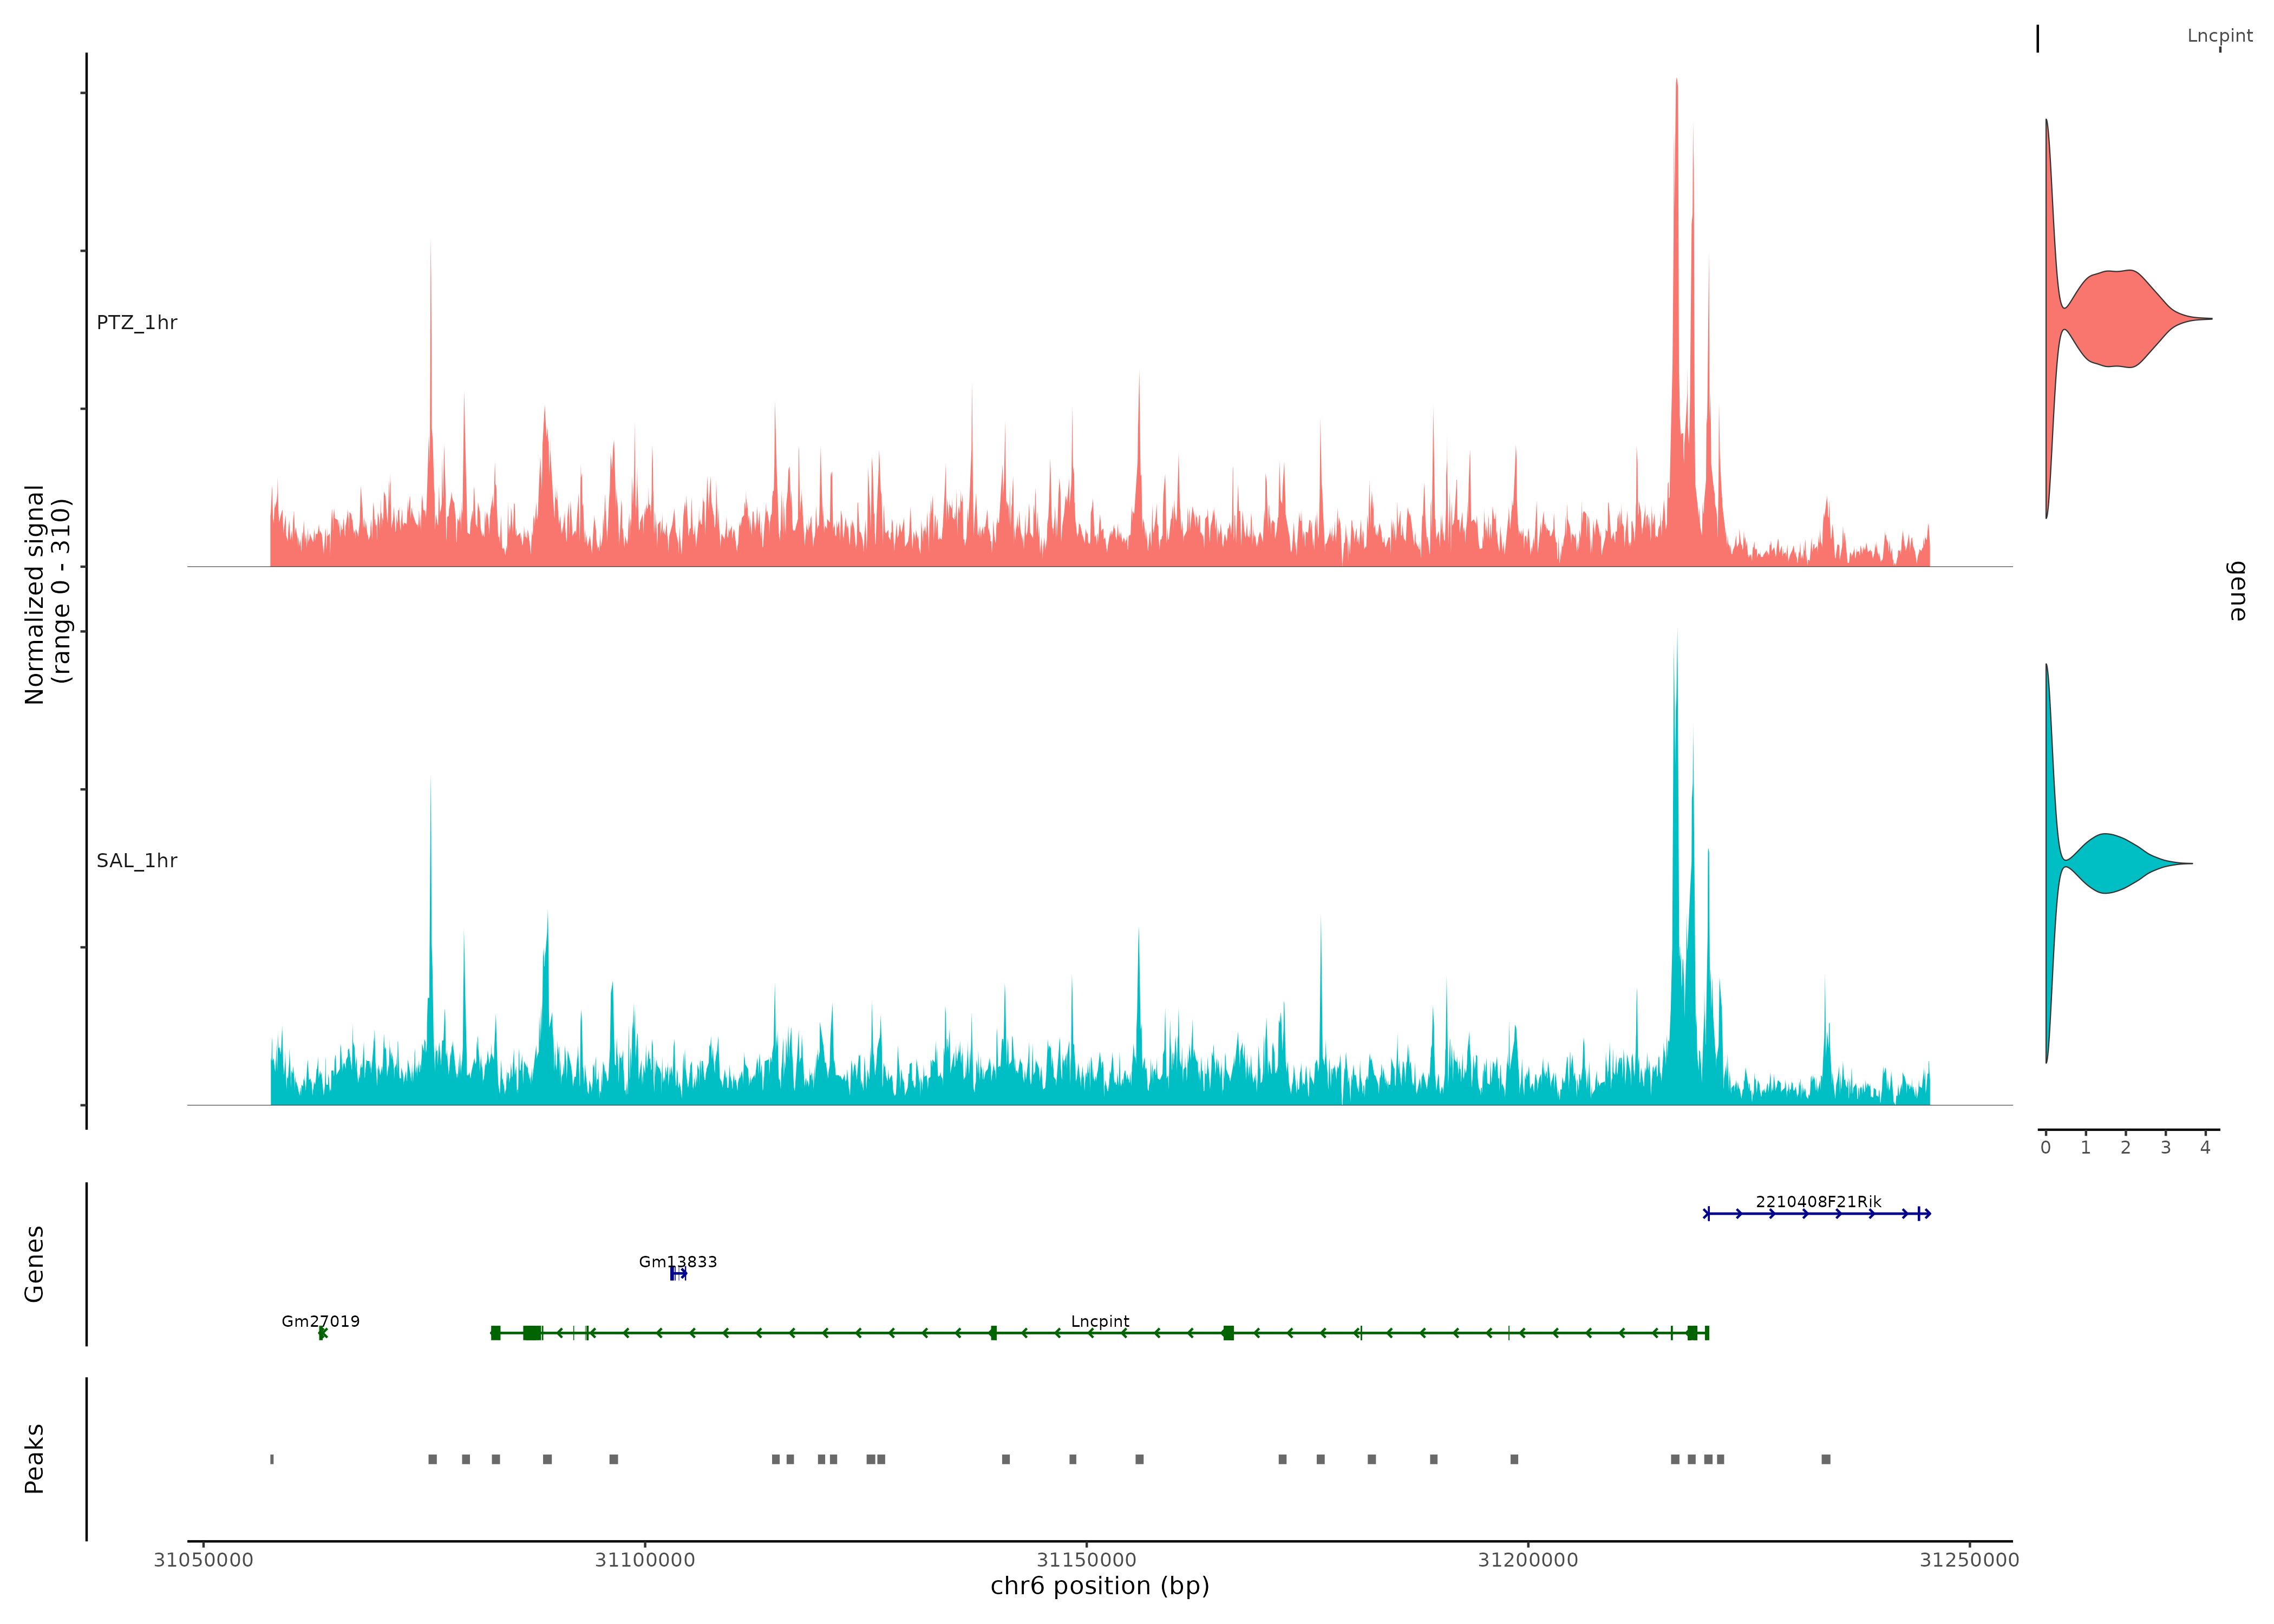 Lncpint
Normalized signal
(range 0 - 310)
PTZ_1hr
SAL_1hr
gene
0 1 2 3 4
Genes
2210408F21Rik
Gm13833
Gm27019
Lncpint
Peaks
31050000 31100000 31150000 31200000 31250000
chr6 position (bp)